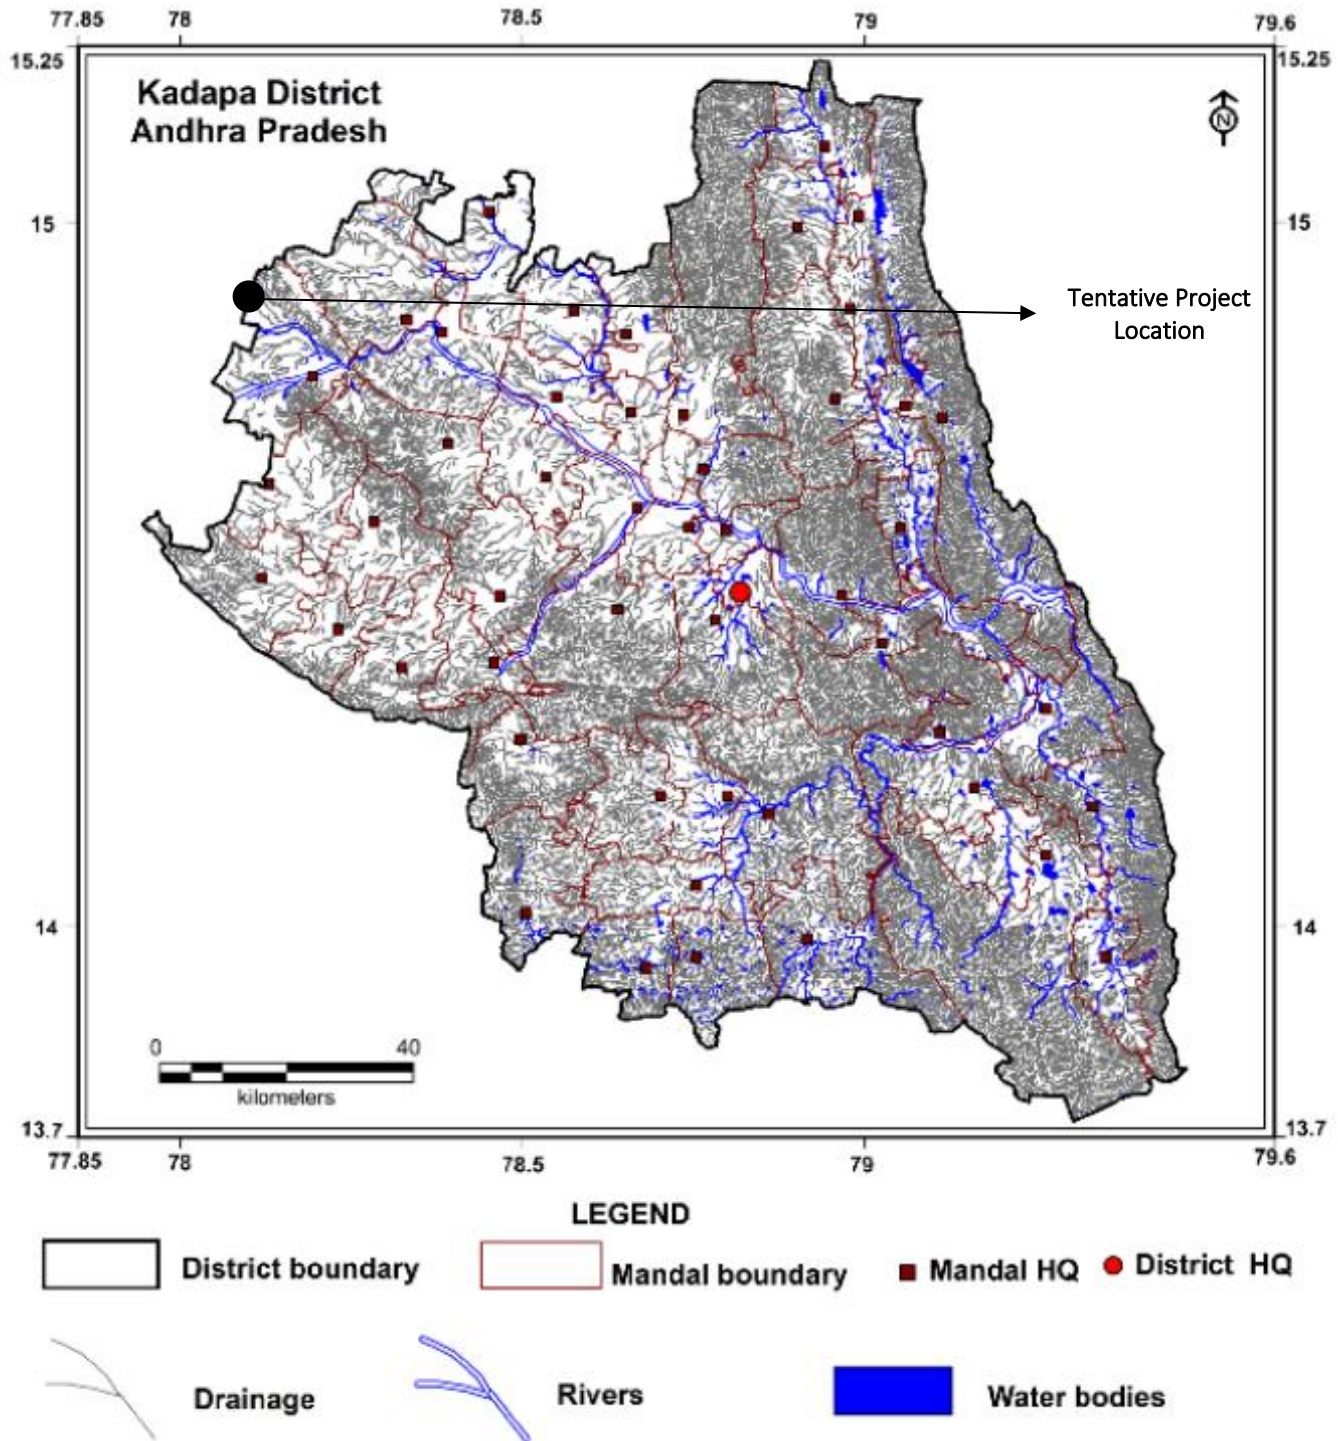 77.85 78 78.5 79 79.6
15.25 15.25
Kadapa District
Andhra Pradesh
N
15 15
Tentative Project
Location
14 14
0 40
kilometers
13.7 13.7
77.85 78 78.5 79 79.6
LEGEND
District boundary Mandal boundary Mandal HQ District HQ
Drainage Rivers Water bodies